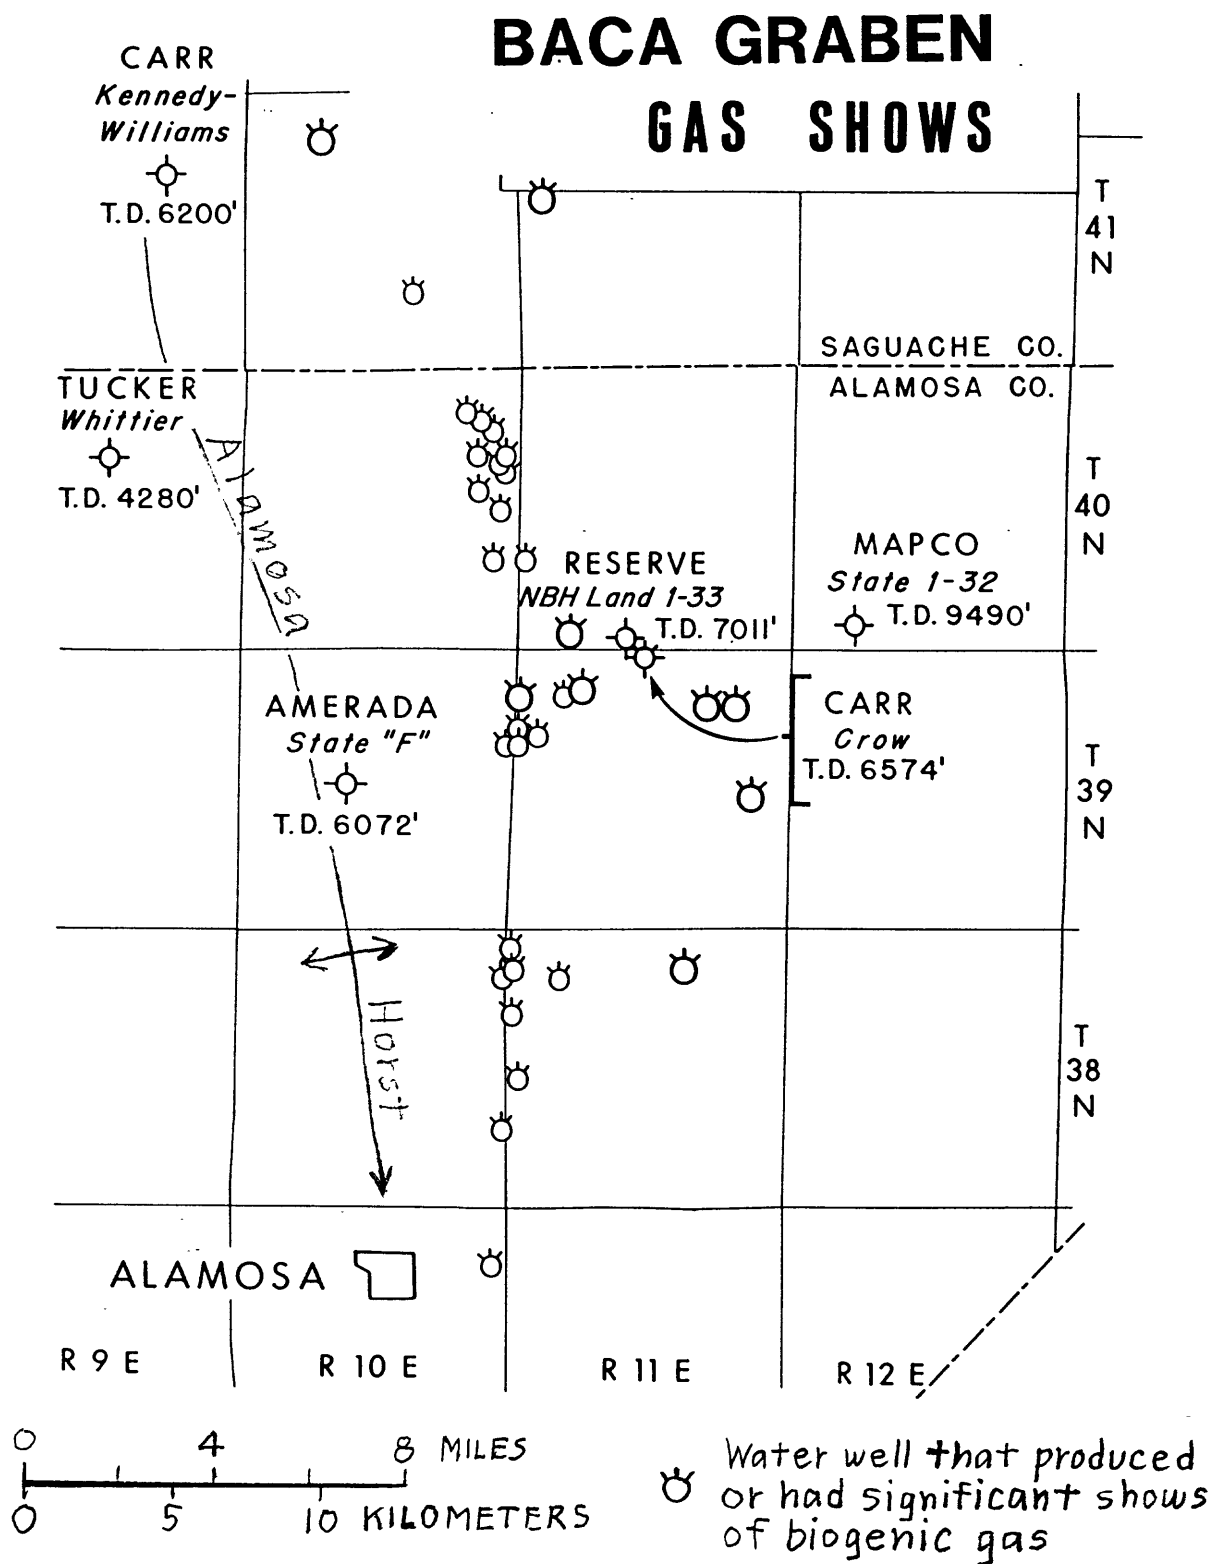 BACA GRABEN
GAS SHOWS
CARR
Kennedy-
Williams
T.D. 6200'
T
41
N
SAGUACHE CO.
ALAMOSA CO.
TUCKER
Whittier
T.D. 4280'
Alamosa
T
40
N
MAPCO
State 1-32
T.D. 9490'
RESERVE
NBH Land 1-33
T.D. 7011'
AMERADA
State "F"
T.D. 6072'
CARR
Crow
T.D. 6574'
T
39
N
Horst
T
38
N
ALAMOSA
R 9 E
R 10 E
R 11 E
R 12 E
0 4 8 MILES
0 5 10 KILOMETERS
Water well that produced
or had significant shows
of biogenic gas